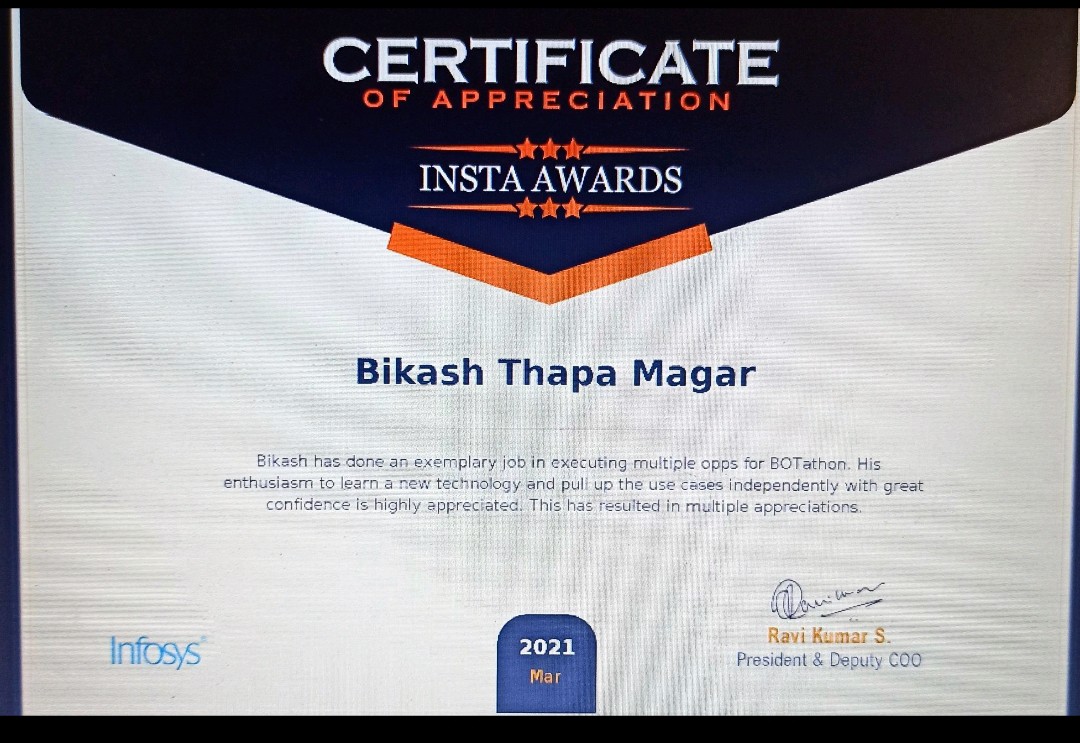 CERTIFICATE
OF APPRECIATION
INSTA AWARDS
Bikash Thapa Magar
Bikash has done an exemplary job in executing multiple opps for BOTathon. His
enthusiasm to learn a new technology and pull up the use cases independently with great
confidence is highly appreciated. This has resulted in multiple appreciations.
Infosys®
2021
Mar
Ravi Kumar S.
President & Deputy COO